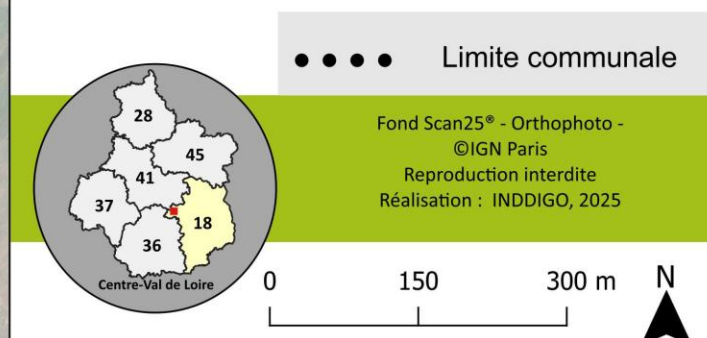 •••• Limite communale
Fond Scan25® - Orthophoto -
©IGN Paris
Reproduction interdite
Réalisation : INDDIGO, 2025
28
45
41
37
18
36
Centre-Val de Loire
0 150 300 m
N